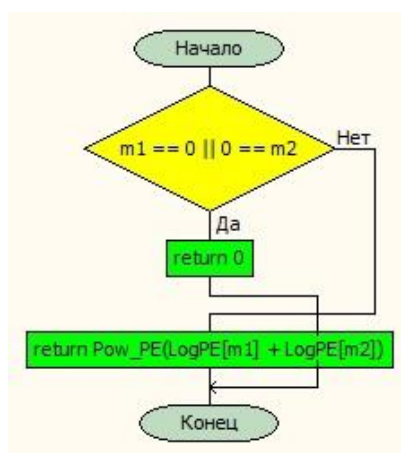 Начало
m1 == 0 || 0 == m2
Нет
Да
return 0
return Pow_PE(LogPE[m1] + LogPE[m2])
Конец